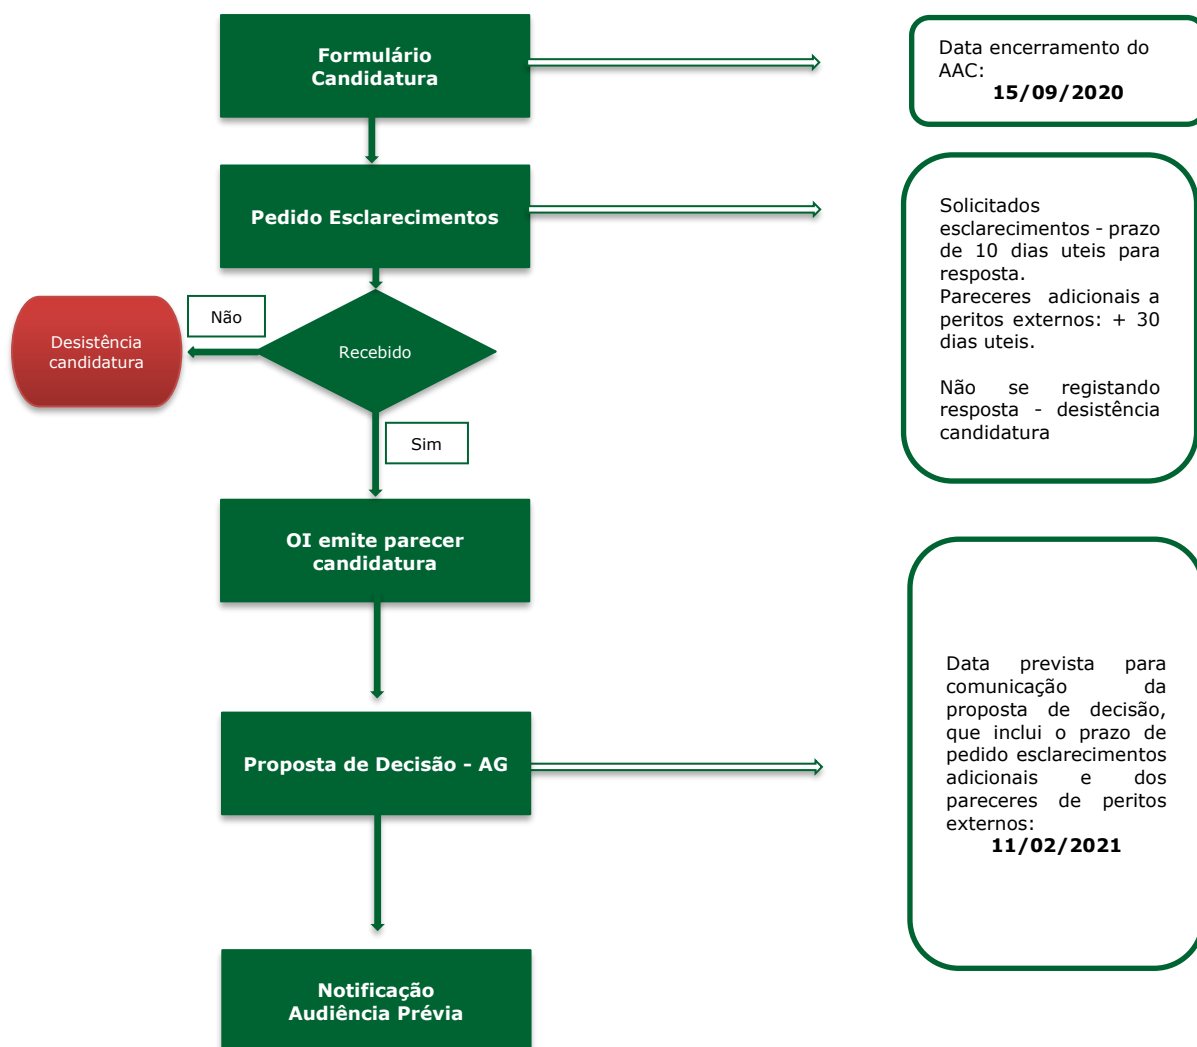 Formulário
Candidatura
Data encerramento do
AAC:
15/09/2020
Pedido Esclarecimentos
Solicitados
esclarecimentos - prazo
de 10 dias uteis para
resposta.
Pareceres adicionais a
peritos externos: + 30
dias uteis.
Não se registando
resposta - desistência
candidatura
Não
Desistência
candidatura
Recebido
Sim
OI emite parecer
candidatura
Proposta de Decisão - AG
Data prevista para
comunicação da
proposta de decisão,
que inclui o prazo de
pedido esclarecimentos
adicionais e dos
pareceres de peritos
externos:
11/02/2021
Notificação
Audiência Prévia